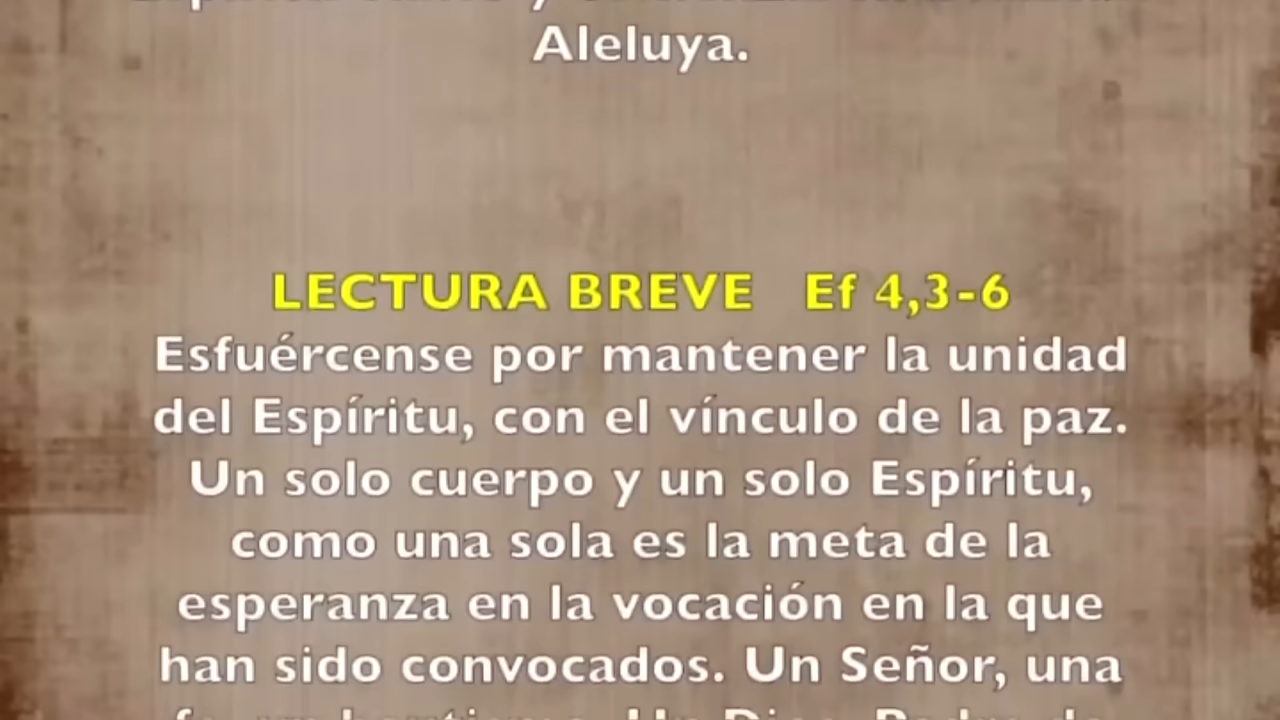 Aleluya.
LECTURA BREVE Ef 4,3-6
Esfuércense por mantener la unidad
del Espíritu, con el vínculo de la paz.
Un solo cuerpo y un solo Espíritu,
como una sola es la meta de la
esperanza en la vocación en la que
han sido convocados. Un Señor, una